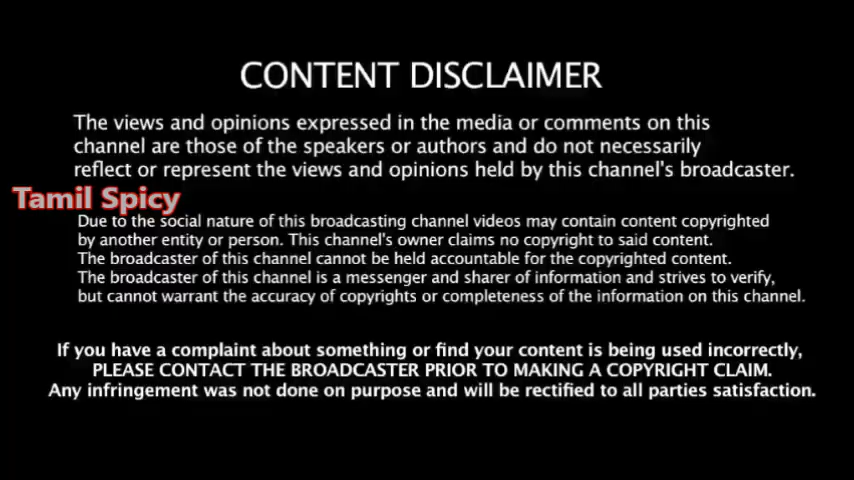 CONTENT DISCLAIMER
The views and opinions expressed in the media or comments on this
channel are those of the speakers or authors and do not necessarily
reflect or represent the views and opinions held by this channel's broadcaster.
Tamil Spicy
Due to the social nature of this broadcasting channel videos may contain content copyrighted
by another entity or person. This channel's owner claims no copyright to said content.
The broadcaster of this channel cannot be held accountable for the copyrighted content.
The broadcaster of this channel is a messenger and sharer of information and strives to verify,
but cannot warrant the accuracy of copyrights or completeness of the information on this channel.
If you have a complaint about something or find your content is being used incorrectly,
PLEASE CONTACT THE BROADCASTER PRIOR TO MAKING A COPYRIGHT CLAIM.
Any infringement was not done on purpose and will be rectified to all parties satisfaction.